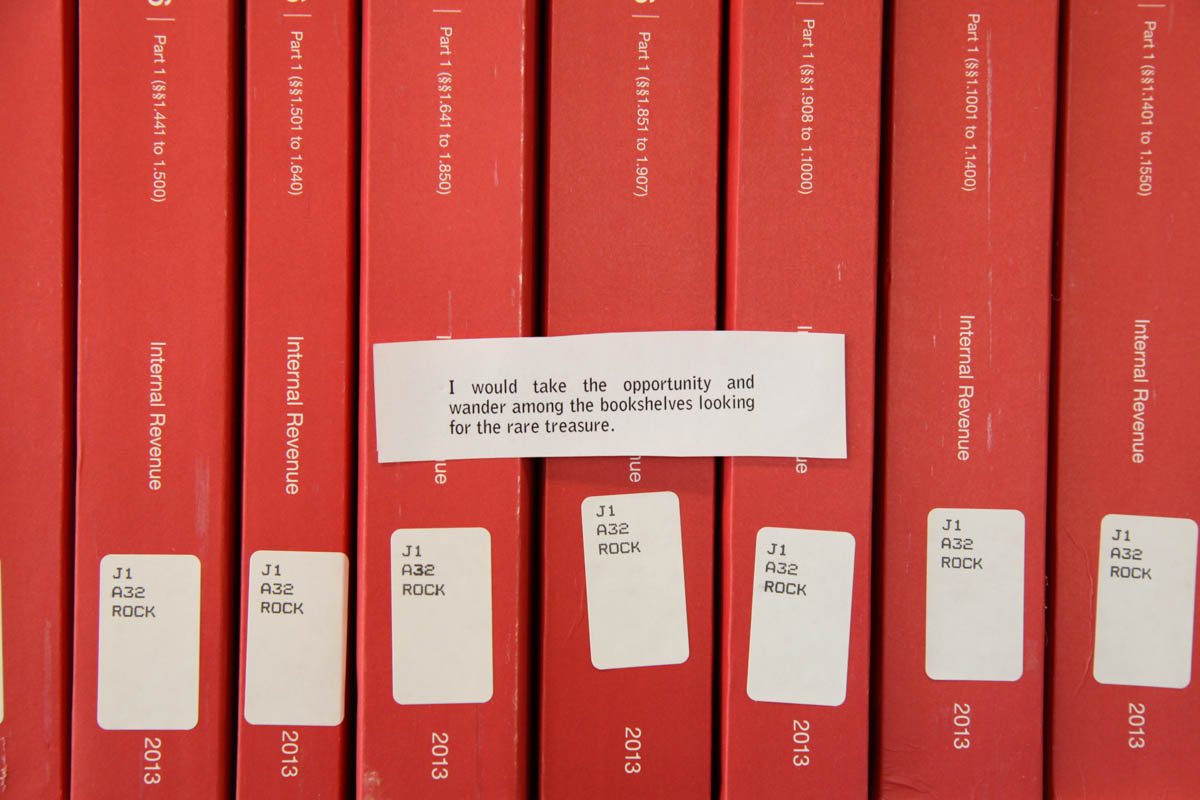 Part 1 (§§1.441 to 1.500)
Internal Revenue
J1
A32
ROCK
2013
Part 1 (§§1.501 to 1.640)
Internal Revenue
J1
A32
ROCK
2013
Part 1 (§§1.641 to 1.850)
J1
A32
ROCK
2013
Part 1 (§§1.851 to 1.907)
J1
A32
ROCK
2013
Part 1 (§§1.908 to 1.1000)
J1
A32
ROCK
2013
Part 1 (§§1.1001 to 1.1400)
Internal Revenue
J1
A32
ROCK
2013
Part 1 (§§1.1401 to 1.1550)
Internal Revenue
J1
A32
ROCK
2013
I would take the opportunity and
wander among the bookshelves looking
for the rare treasure.